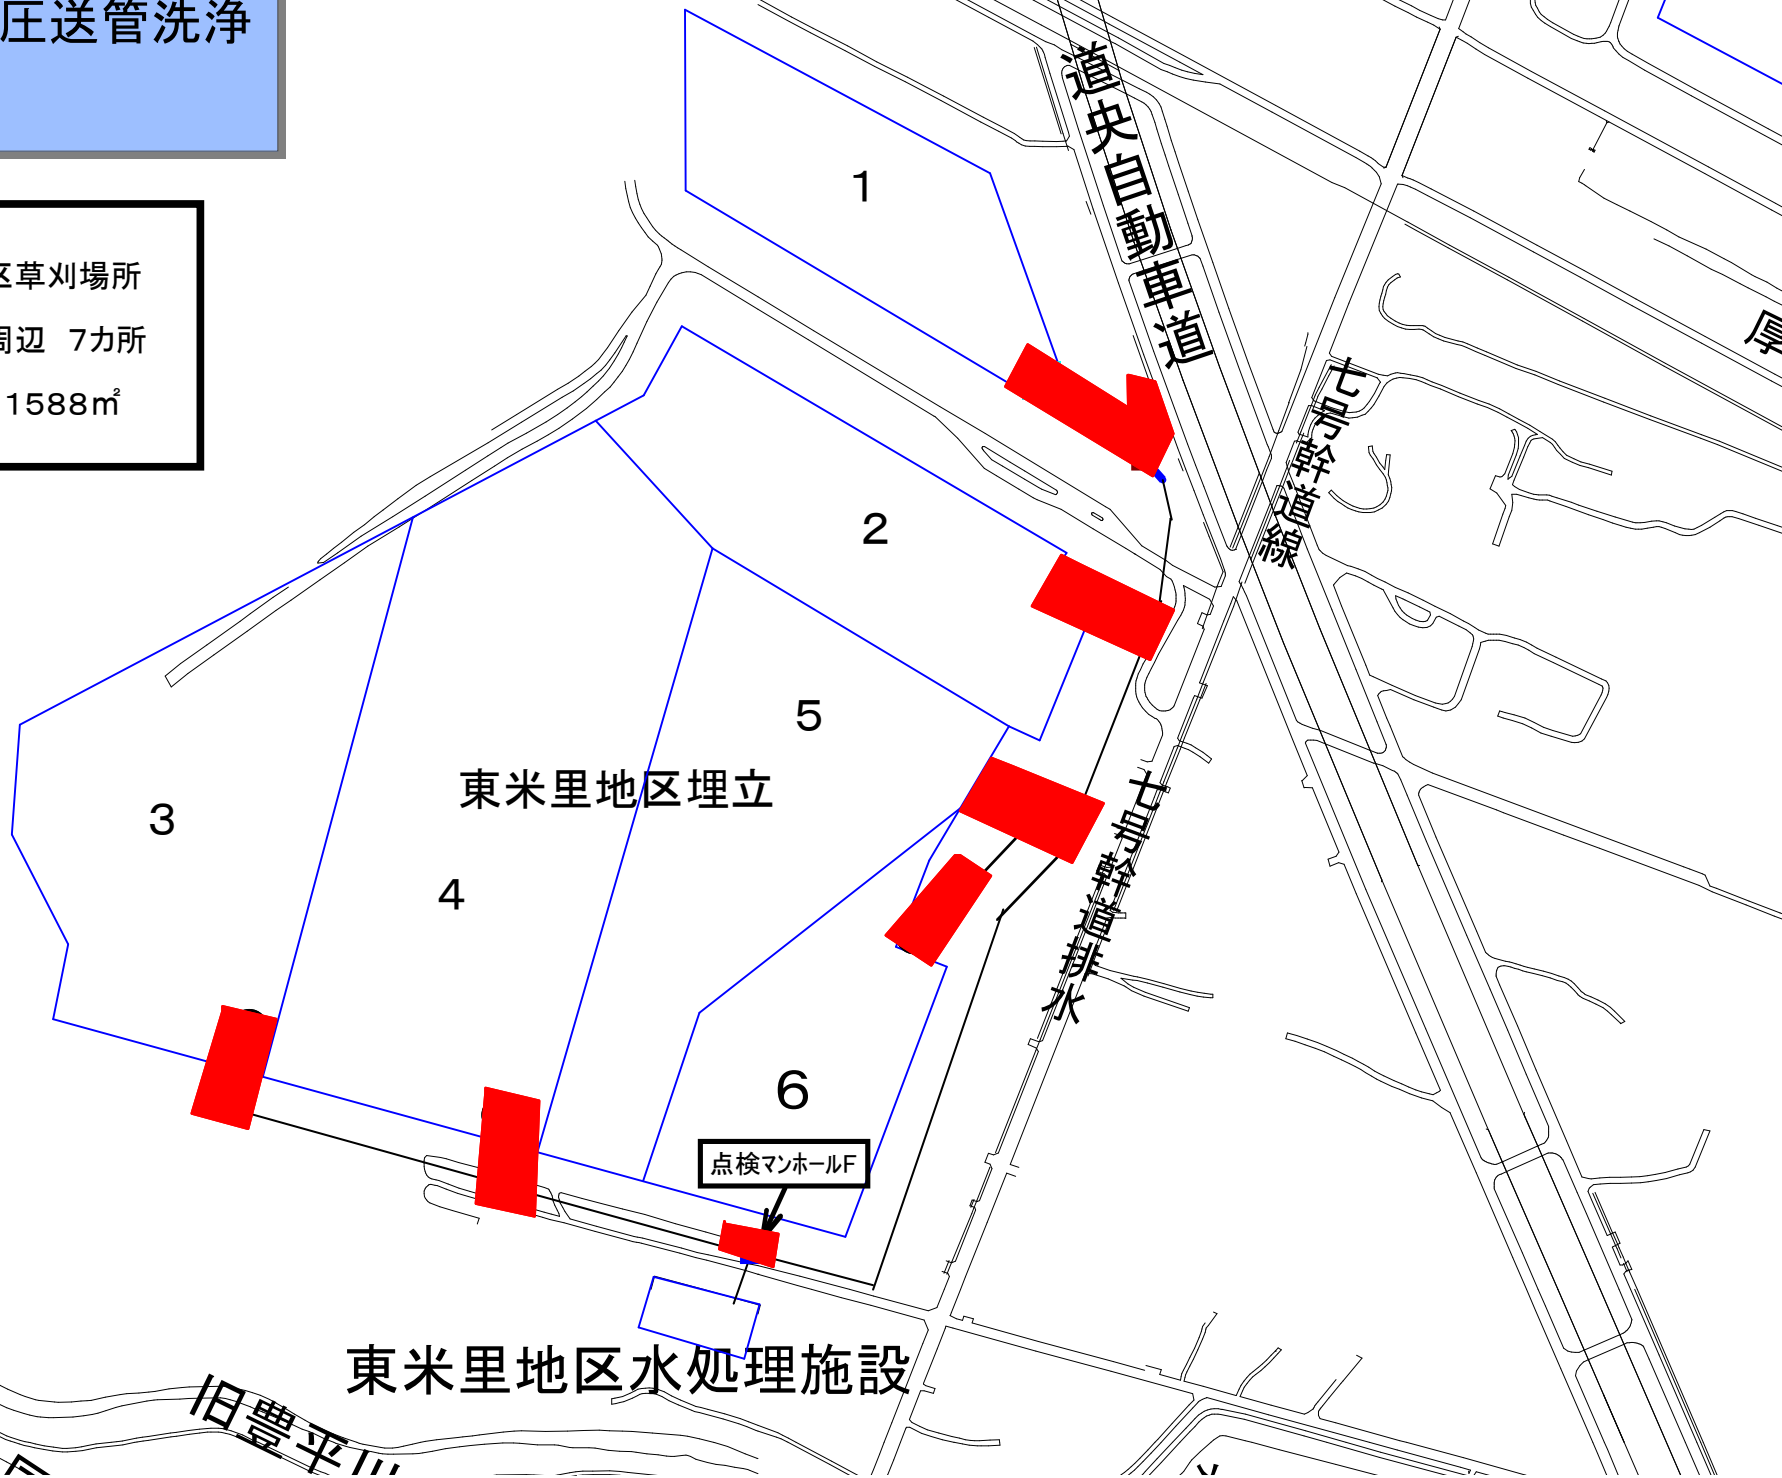 圧送管洗浄
区草刈場所
周辺　7カ所
1588㎡
道央自動車道
七号幹道線
厚
1
2
3
4
5
6
東米里地区埋立
七号幹道排水
点検マンホールF
東米里地区水処理施設
旧豊平川